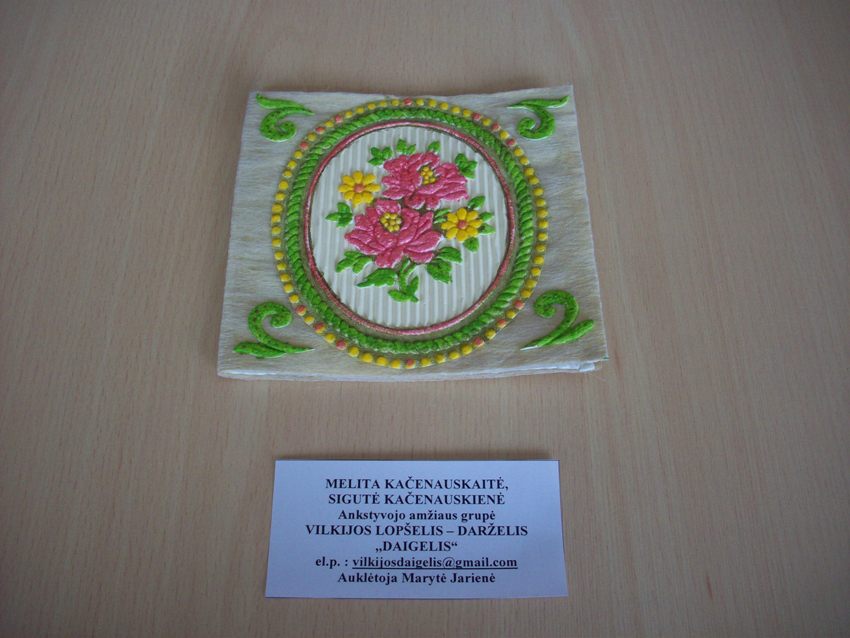 MELITA KAČENAUSKAITĖ,
SIGUTĖ KAČENAUSKIENĖ
Ankstyvojo amžiaus grupė
VILKIJOS LOPŠELIS – DARŽELIS
„DAIGELIS“
el.p. : vilkijosdaigelis@gmail.com
Auklėtoja Marytė Jarienė